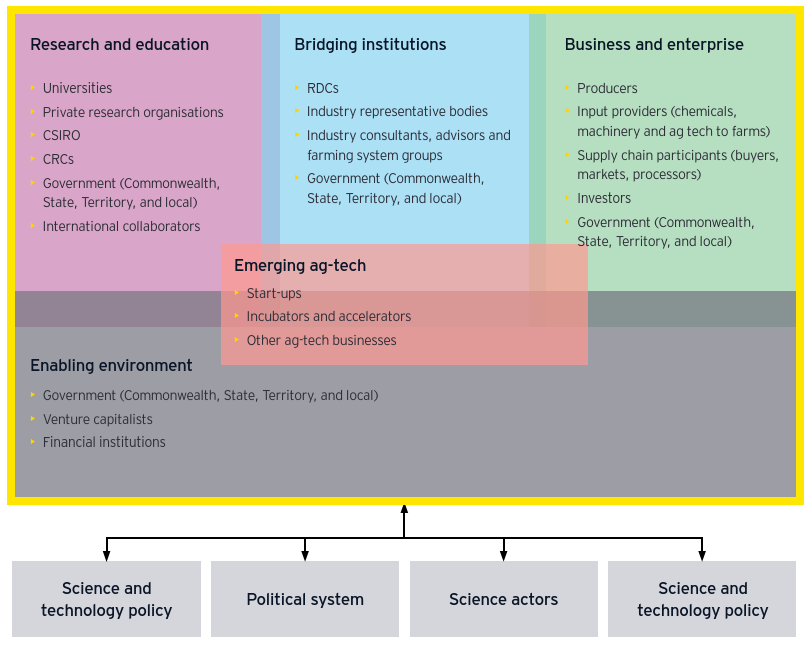 Research and education
Universities
Private research organisations
CSIRO
CRCs
Government (Commonwealth,
State, Territory, and local)
International collaborators
Bridging institutions
RDCs
Industry representative bodies
Industry consultants, advisors and
farming system groups
Government (Commonwealth,
State, Territory, and local)
Business and enterprise
Producers
Input providers (chemicals,
machinery and ag tech to farms)
Supply chain participants (buyers,
markets, processors)
Investors
Government (Commonwealth,
State, Territory, and local)
Emerging ag-tech
Start-ups
Incubators and accelerators
Other ag-tech businesses
Enabling environment
Government (Commonwealth, State, Territory, and local)
Venture capitalists
Financial institutions
Science and
technology policy
Political system
Science actors
Science and
technology policy